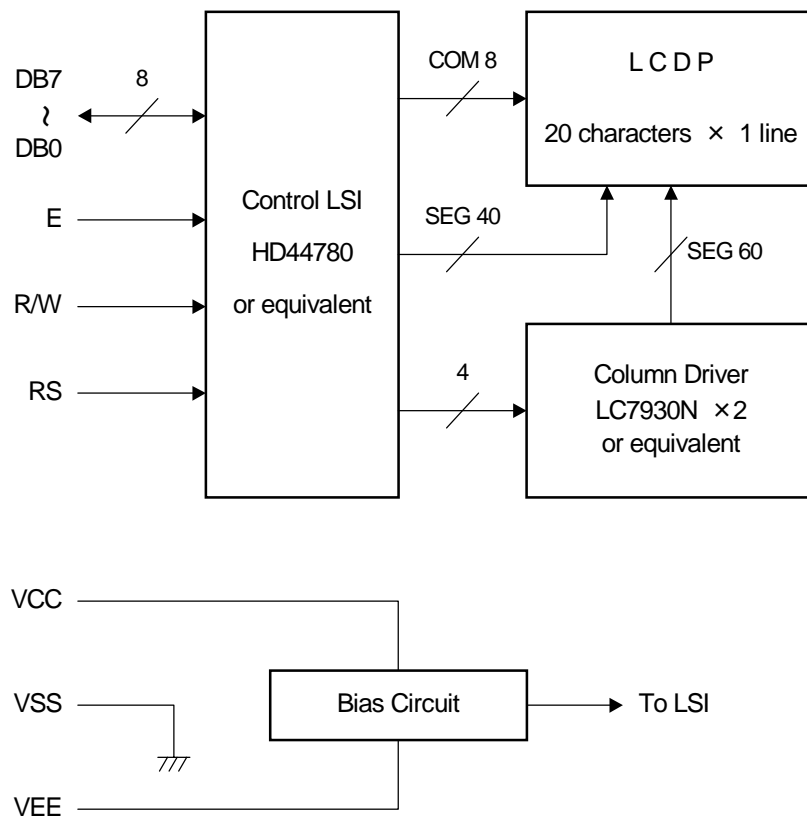 DB7
~
DB0
8
E
R/W
RS
Control LSI
HD44780
or equivalent
COM 8
SEG 40
4
L C D P
20 characters × 1 line
SEG 60
Column Driver
LC7930N ×2
or equivalent
VCC
VSS
VEE
Bias Circuit
To LSI